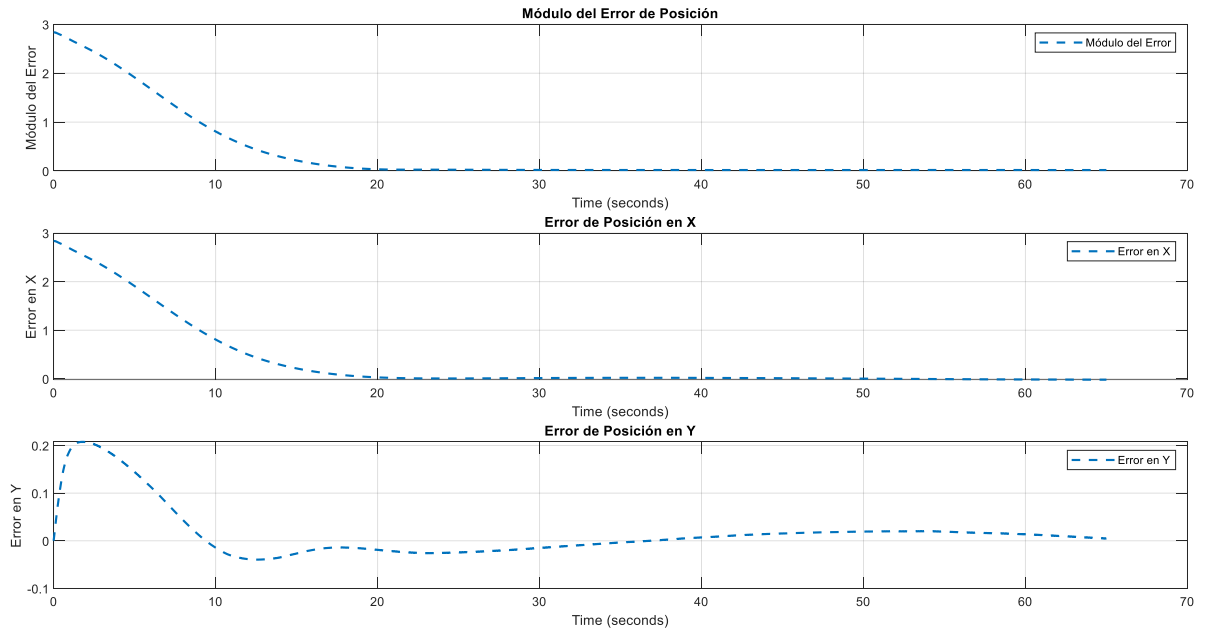 Módulo del Error de Posición
Módulo del Error
3
2
1
0
Módulo del Error
0 10 20 30 40 50 60 70
Time (seconds)
Error de Posición en X
Error en X
3
2
1
0
Error en X
0 10 20 30 40 50 60 70
Time (seconds)
Error de Posición en Y
Error en Y
0.2
0.1
0
-0.1
Error en Y
0 10 20 30 40 50 60 70
Time (seconds)